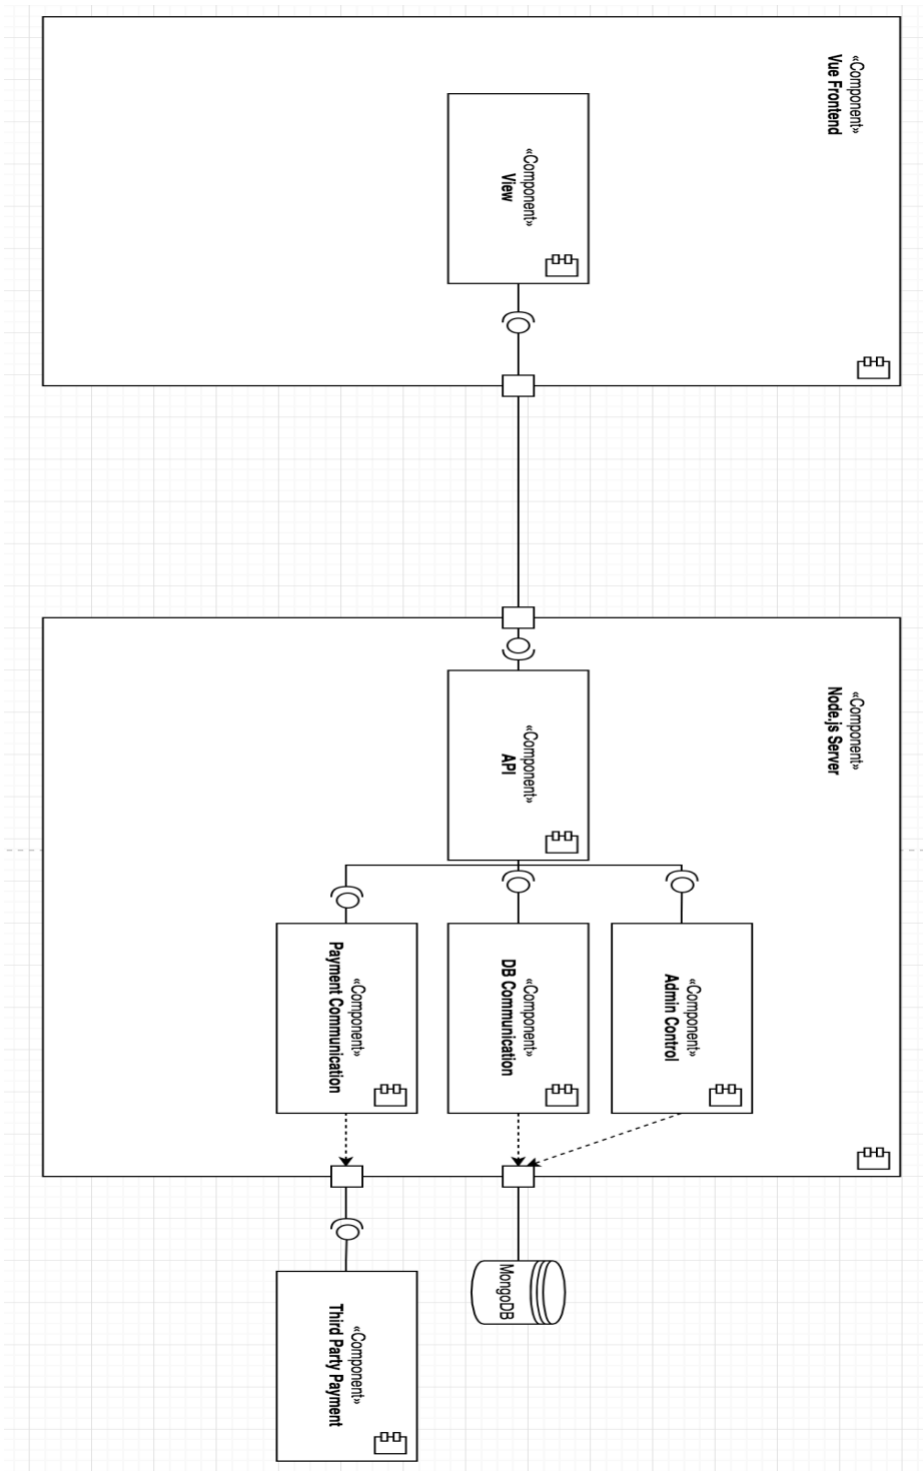 «Component»
Vue Frontend
«Component»
View
«Component»
Node.js Server
«Component»
API
«Component»
Admin Control
«Component»
DB Communication
«Component»
Payment Communication
MongoDB
«Component»
Third Party Payment